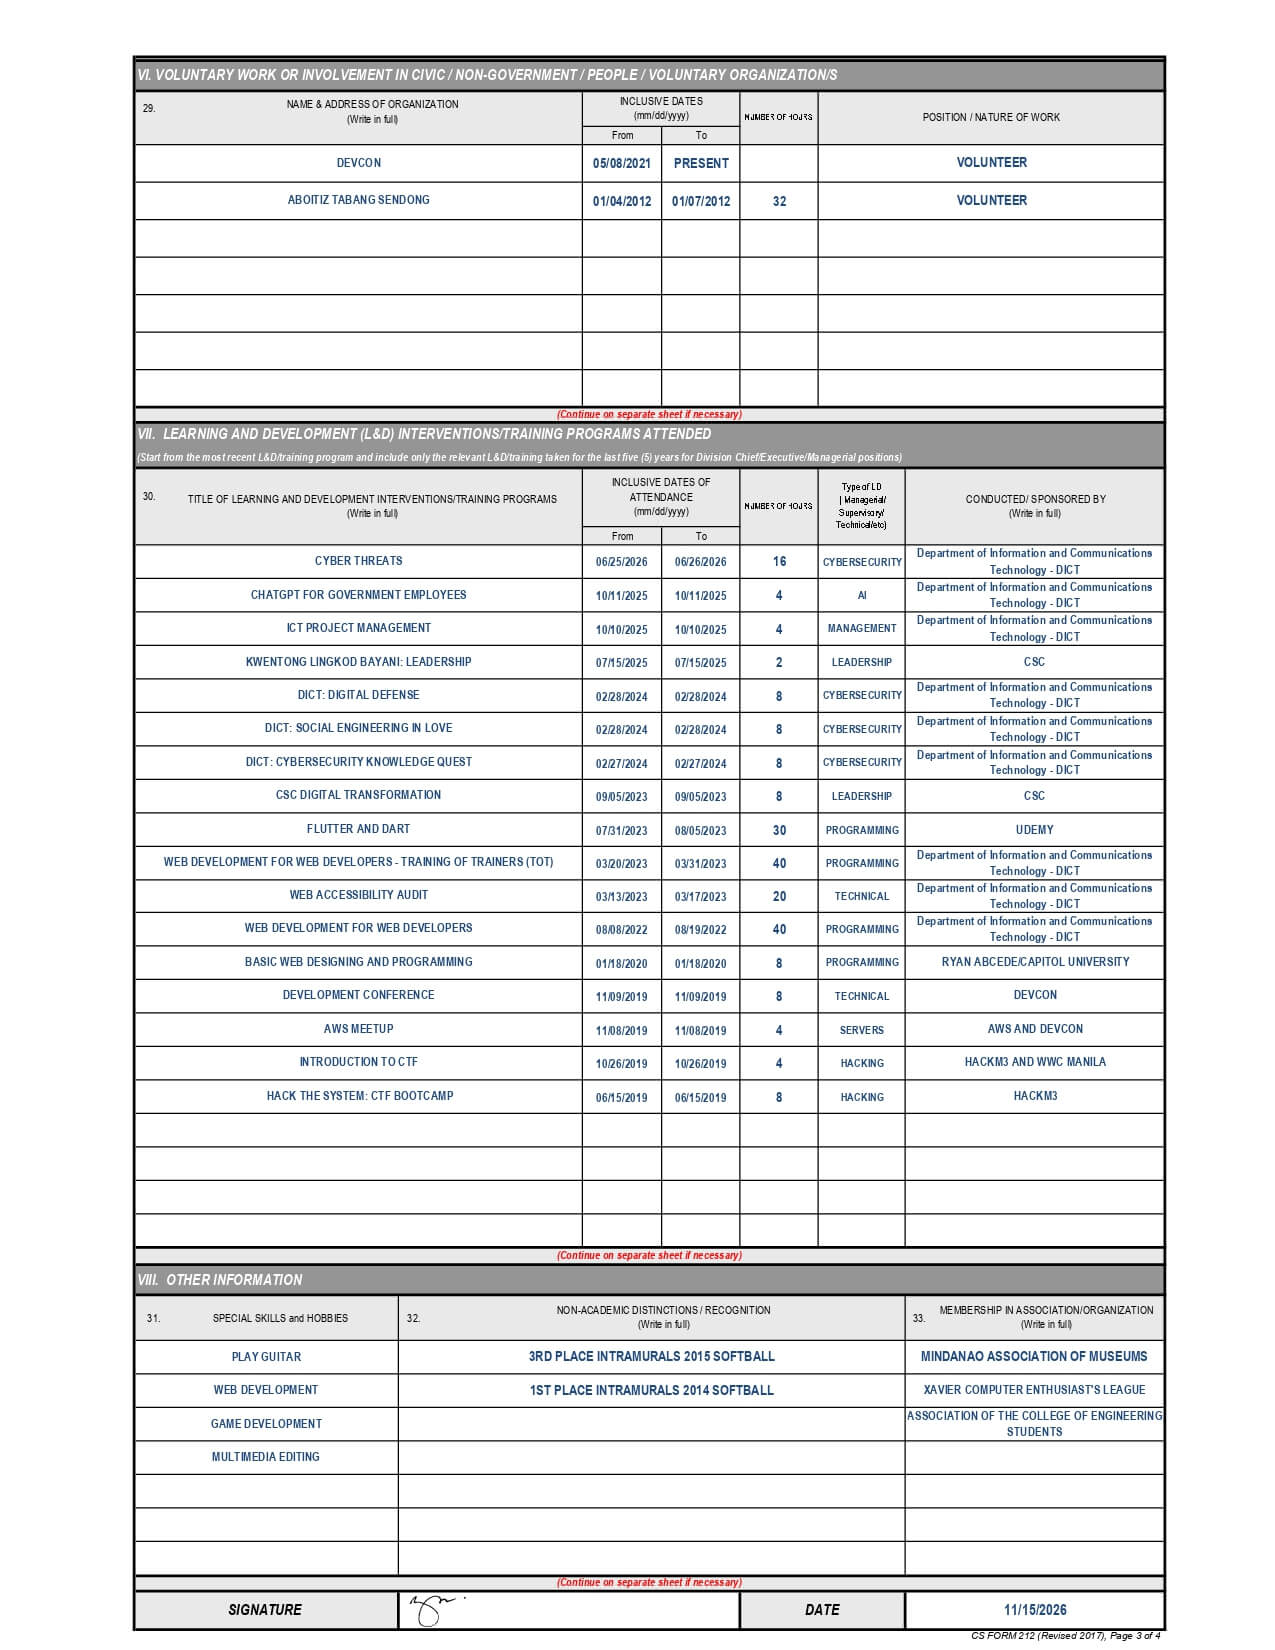 VI. VOLUNTARY WORK OR INVOLVEMENT IN CIVIC / NON-GOVERNMENT / PEOPLE / VOLUNTARY ORGANIZATION/S
29. NAME & ADDRESS OF ORGANIZATION
(Write in full)
INCLUSIVE DATES
(mm/dd/yyyy)
From To
NUMBER OF HOURS
POSITION / NATURE OF WORK
DEVCON 05/08/2021 PRESENT VOLUNTEER
ABOITIZ TABANG SENDONG 01/04/2012 01/07/2012 32 VOLUNTEER
(Continue on separate sheet if necessary)
VII. LEARNING AND DEVELOPMENT (L&D) INTERVENTIONS/TRAINING PROGRAMS ATTENDED
(Start from the most recent L&D/training program and include only the relevant L&D/training taken for the last five (5) years for Division Chief/Executive/Managerial positions)
30. TITLE OF LEARNING AND DEVELOPMENT INTERVENTIONS/TRAINING PROGRAMS
(Write in full)
INCLUSIVE DATES OF
ATTENDANCE
(mm/dd/yyyy)
From To
NUMBER OF HOURS
Type of LD
( Managerial/
Supervisory/
Technical/etc)
CONDUCTED/ SPONSORED BY
(Write in full)
CYBER THREATS 06/25/2026 06/26/2026 16 CYBERSECURITY Department of Information and Communications
Technology - DICT
CHATGPT FOR GOVERNMENT EMPLOYEES 10/11/2025 10/11/2025 4 AI Department of Information and Communications
Technology - DICT
ICT PROJECT MANAGEMENT 10/10/2025 10/10/2025 4 MANAGEMENT Department of Information and Communications
Technology - DICT
KWENTONG LINGKOD BAYANI: LEADERSHIP 07/15/2025 07/15/2025 2 LEADERSHIP CSC
DICT: DIGITAL DEFENSE 02/28/2024 02/28/2024 8 CYBERSECURITY Department of Information and Communications
Technology - DICT
DICT: SOCIAL ENGINEERING IN LOVE 02/28/2024 02/28/2024 8 CYBERSECURITY Department of Information and Communications
Technology - DICT
DICT: CYBERSECURITY KNOWLEDGE QUEST 02/27/2024 02/27/2024 8 CYBERSECURITY Department of Information and Communications
Technology - DICT
CSC DIGITAL TRANSFORMATION 09/05/2023 09/05/2023 8 LEADERSHIP CSC
FLUTTER AND DART 07/31/2023 08/05/2023 30 PROGRAMMING UDEMY
WEB DEVELOPMENT FOR WEB DEVELOPERS - TRAINING OF TRAINERS (TOT) 03/20/2023 03/31/2023 40 PROGRAMMING Department of Information and Communications
Technology - DICT
WEB ACCESSIBILITY AUDIT 03/13/2023 03/17/2023 20 TECHNICAL Department of Information and Communications
Technology - DICT
WEB DEVELOPMENT FOR WEB DEVELOPERS 08/08/2022 08/19/2022 40 PROGRAMMING Department of Information and Communications
Technology - DICT
BASIC WEB DESIGNING AND PROGRAMMING 01/18/2020 01/18/2020 8 PROGRAMMING RYAN ABCEDE/CAPITOL UNIVERSITY
DEVELOPMENT CONFERENCE 11/09/2019 11/09/2019 8 TECHNICAL DEVCON
AWS MEETUP 11/08/2019 11/08/2019 4 SERVERS AWS AND DEVCON
INTRODUCTION TO CTF 10/26/2019 10/26/2019 4 HACKING HACKM3 AND WWC MANILA
HACK THE SYSTEM: CTF BOOTCAMP 06/15/2019 06/15/2019 8 HACKING HACKM3
(Continue on separate sheet if necessary)
VIII. OTHER INFORMATION
31. SPECIAL SKILLS and HOBBIES
32. NON-ACADEMIC DISTINCTIONS / RECOGNITION
(Write in full)
33. MEMBERSHIP IN ASSOCIATION/ORGANIZATION
(Write in full)
PLAY GUITAR 3RD PLACE INTRAMURALS 2015 SOFTBALL MINDANAO ASSOCIATION OF MUSEUMS
WEB DEVELOPMENT 1ST PLACE INTRAMURALS 2014 SOFTBALL XAVIER COMPUTER ENTHUSIAST'S LEAGUE
GAME DEVELOPMENT ASSOCIATION OF THE COLLEGE OF ENGINEERING
STUDENTS
MULTIMEDIA EDITING
(Continue on separate sheet if necessary)
SIGNATURE DATE 11/15/2026
CS FORM 212 (Revised 2017), Page 3 of 4